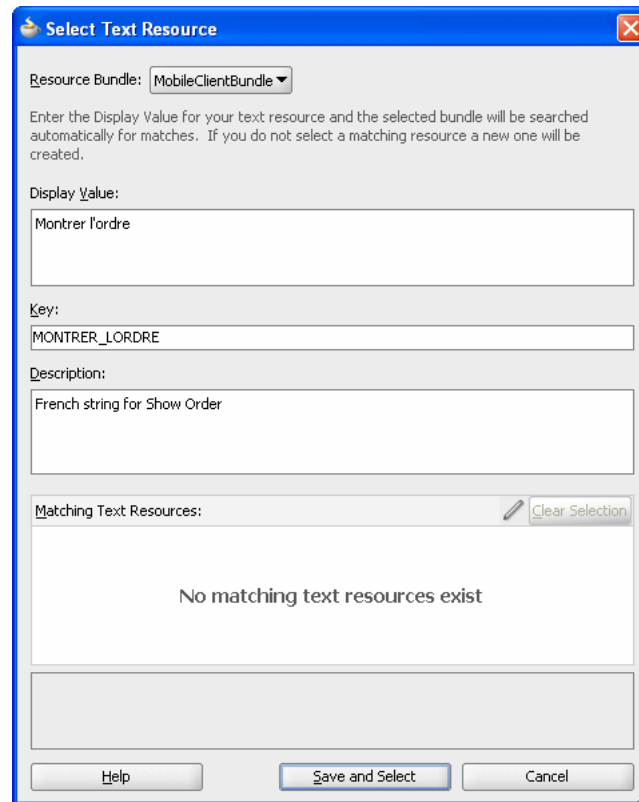 Select Text Resource
Resource Bundle: MobileClientBundle
Enter the Display Value for your text resource and the selected bundle will be searched
automatically for matches. If you do not select a matching resource a new one will be
created.
Display Value:
Montrer l'ordre
Key:
MONTRER_LORDRE
Description:
French string for Show Order
Matching Text Resources: Clear Selection
No matching text resources exist
Help Save and Select Cancel